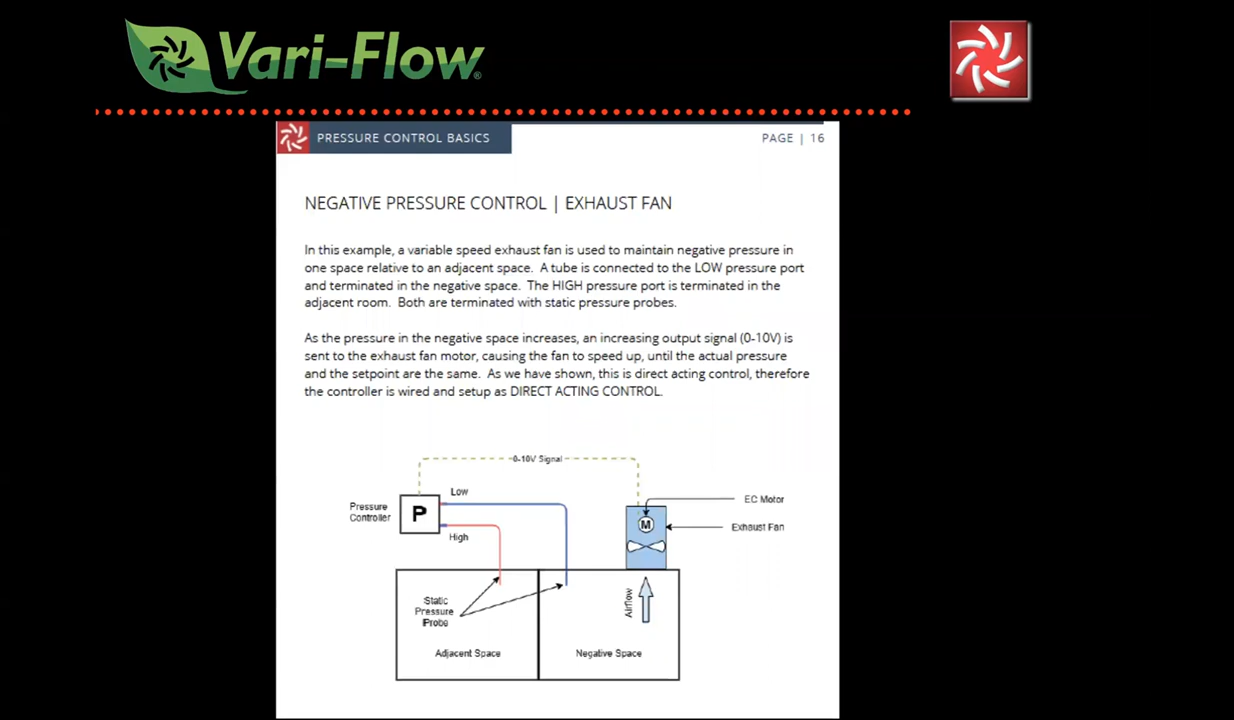 Vari-Flow®
PRESSURE CONTROL BASICS
PAGE | 16
NEGATIVE PRESSURE CONTROL | EXHAUST FAN
In this example, a variable speed exhaust fan is used to maintain negative pressure in
one space relative to an adjacent space. A tube is connected to the LOW pressure port
and terminated in the negative space. The HIGH pressure port is terminated in the
adjacent room. Both are terminated with static pressure probes.
As the pressure in the negative space increases, an increasing output signal (0-10V) is
sent to the exhaust fan motor, causing the fan to speed up, until the actual pressure
and the setpoint are the same. As we have shown, this is direct acting control, therefore
the controller is wired and setup as DIRECT ACTING CONTROL.
0-10V Signal
Pressure
Controller
P
Low
High
M
EC Motor
Exhaust Fan
Static
Pressure
Probe
Airflow
Adjacent Space
Negative Space